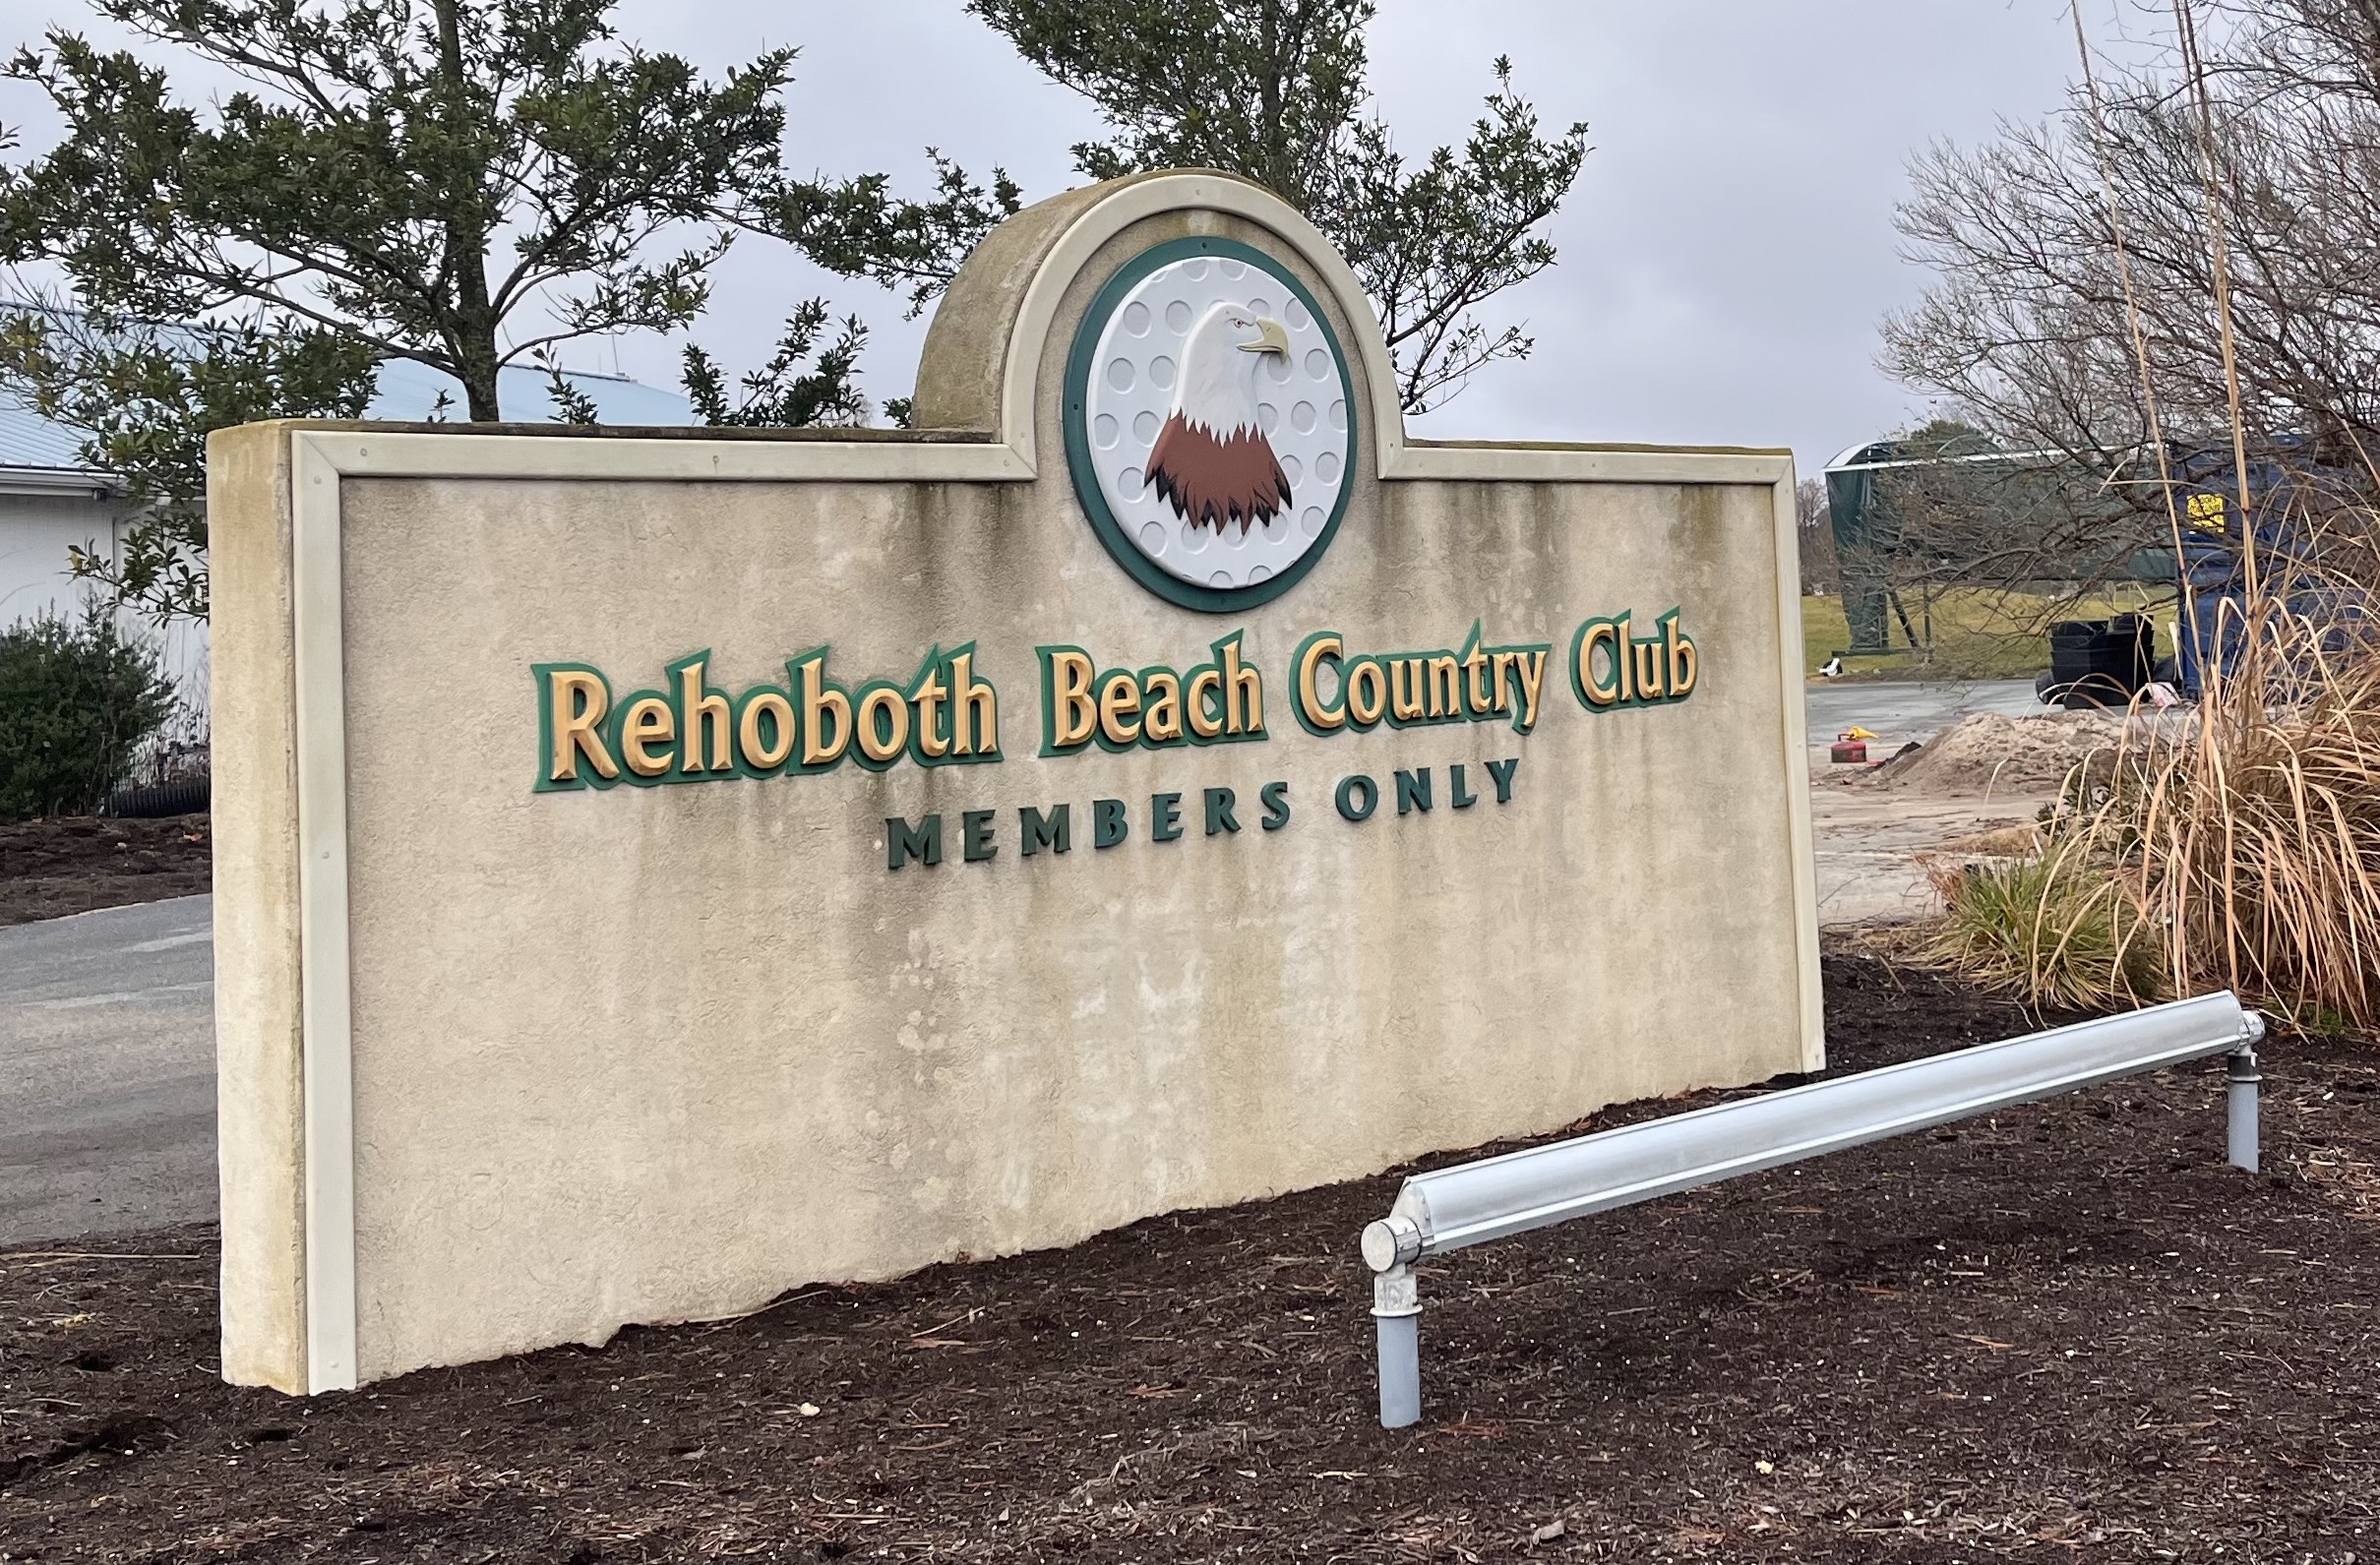 Rehoboth Beach Country Club
MEMBERS ONLY